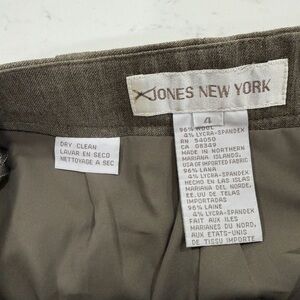 JONES NEW YORK
4
96% WOOL
4% LYCRA-SPANDEX
RN 54050
CA 08349
MADE IN NORTHERN
MARIANA ISLANDS,
USA OF IMPORTED FABRIC
96% LANA
4% LYCRA-SPANDEX
HECHO EN LAS ISLAS
MARIANA DEL NORDE,
EE.UU DE TELAS
IMPORTADAS
96% LAINE
4% LYCRA-SPANDEX
FAIT AUX ILES
MARIANES DU NORD,
AUX ETATS-UNIS
DE TISSU IMPORTE
DRY CLEAN
LAVAR EN SECO
NETTOYAGE A SEC